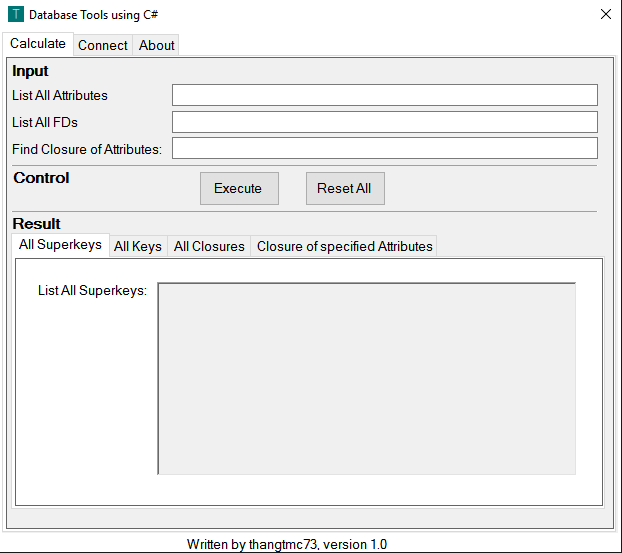 T Database Tools using C#
Calculate Connect About
Input
List All Attributes
List All FDs
Find Closure of Attributes:
Control
Execute Reset All
Result
All Superkeys All Keys All Closures Closure of specified Attributes
List All Superkeys:
Written by thangtmc73, version 1.0